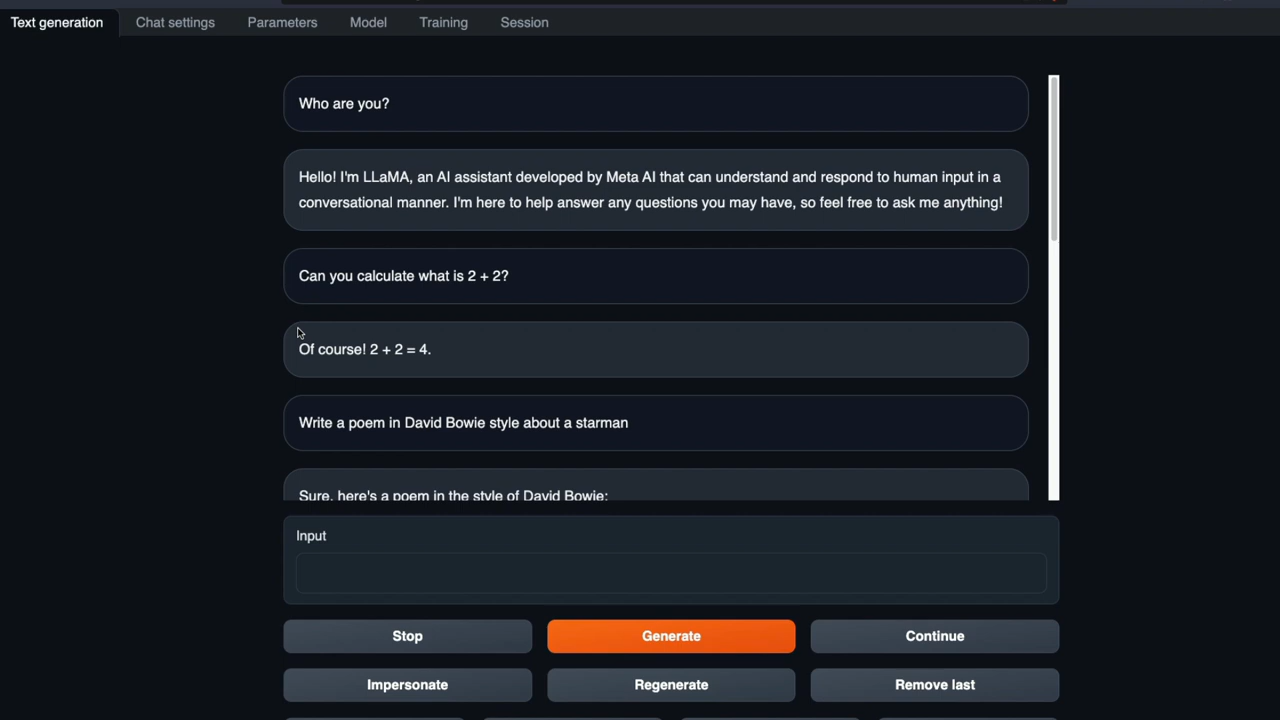 Text generation Chat settings Parameters Model Training Session
Who are you?
Hello! I'm LLaMA, an AI assistant developed by Meta AI that can understand and respond to human input in a
conversational manner. I'm here to help answer any questions you may have, so feel free to ask me anything!
Can you calculate what is 2 + 2?
Of course! 2 + 2 = 4.
Write a poem in David Bowie style about a starman
Sure, here's a poem in the style of David Bowie:
Input
Stop Generate Continue
Impersonate Regenerate Remove last